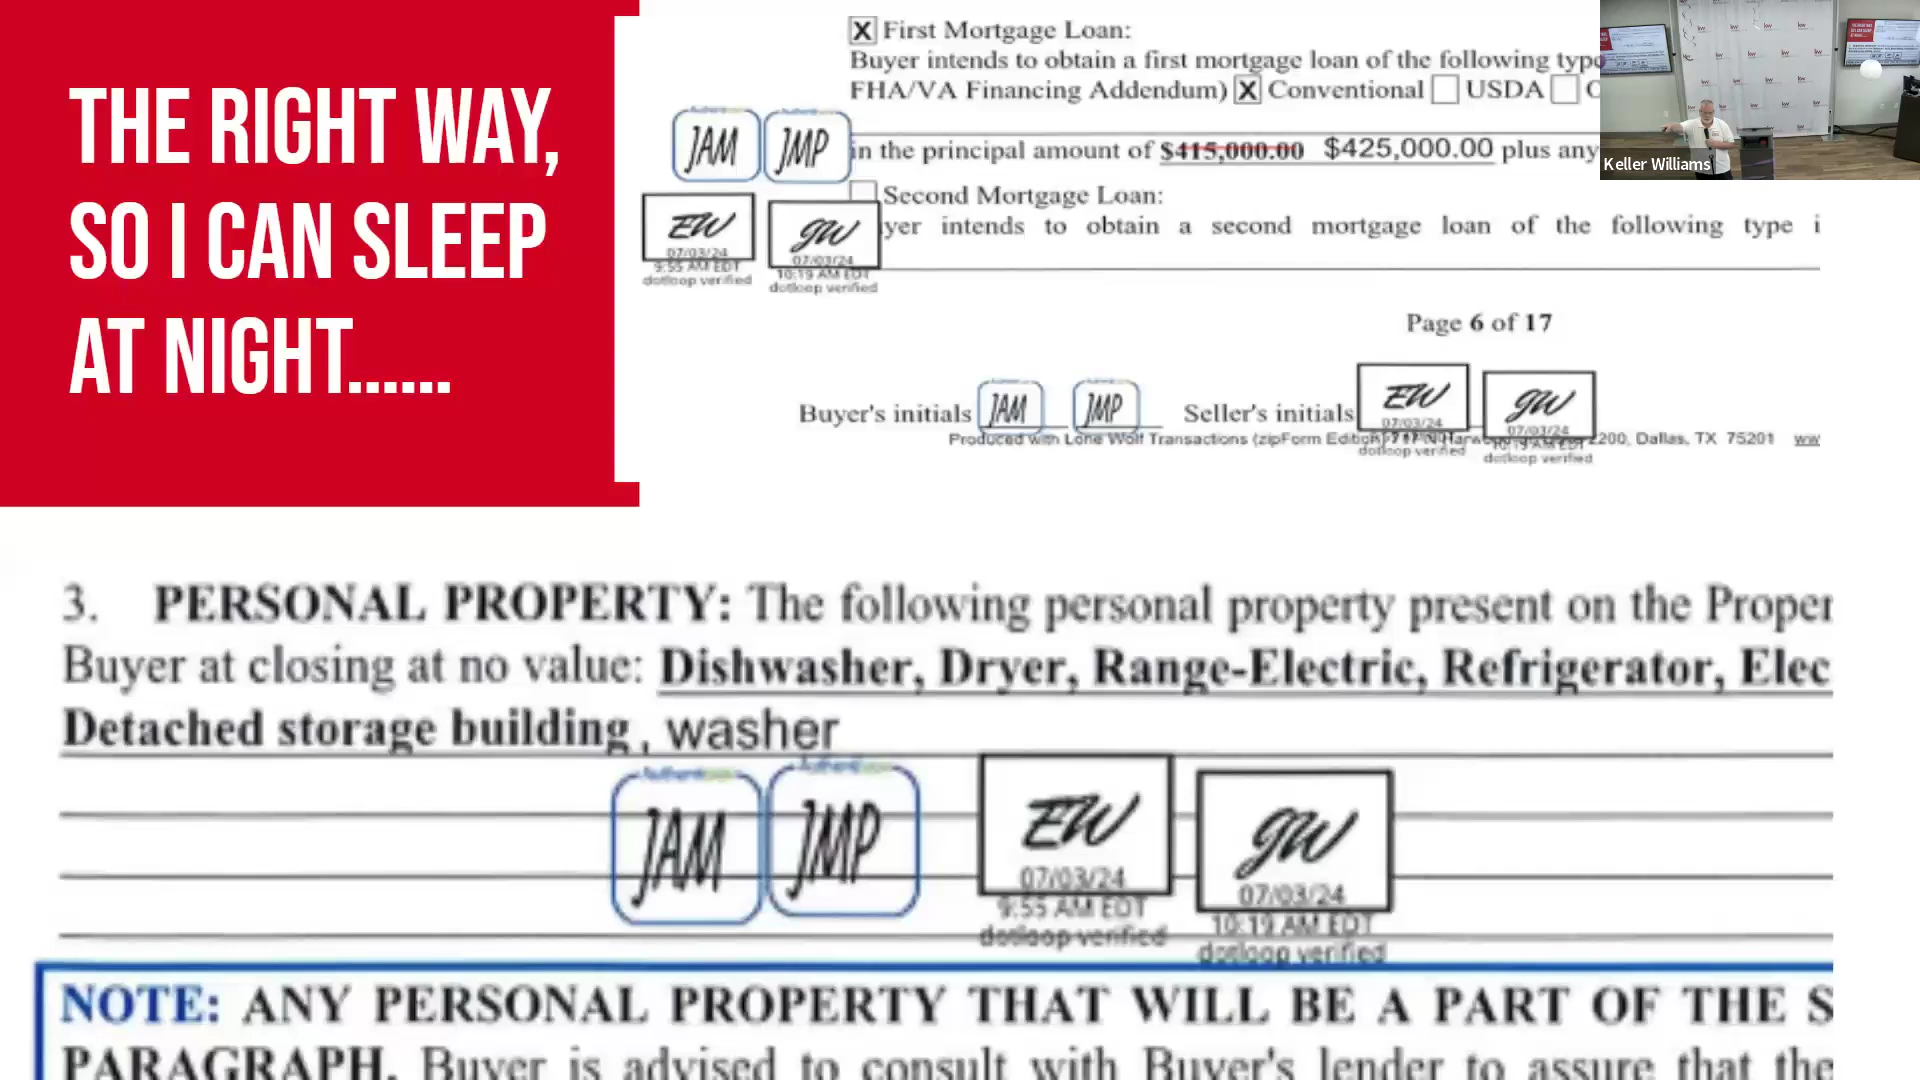 THE RIGHT WAY,
SO I CAN SLEEP
AT NIGHT......
X First Mortgage Loan:
Buyer intends to obtain a first mortgage loan of the following type
FHA/VA Financing Addendum) X Conventional USDA
JAM JMP in the principal amount of $415,000.00 $425,000.00 plus any
Second Mortgage Loan:
EW GW yer intends to obtain a second mortgage loan of the following type i
07/03/24 07/03/24
9:55 AM EDT 10:19 AM EDT
dotloop verified dotloop verified
Page 6 of 17
Buyer's initials JAM JMP Seller's initials EW GW
07/03/24 07/03/24
Produced with Lone Wolf Transactions (zipForm Edition) 2200, Dallas, TX 75201 ww
dotloop verified dotloop verified
Keller Williams
3. PERSONAL PROPERTY: The following personal property present on the Proper
Buyer at closing at no value: Dishwasher, Dryer, Range-Electric, Refrigerator, Elec
Detached storage building, washer
JAM JMP EW GW
07/03/24 07/03/24
9:55 AM EDT 10:19 AM EDT
dotloop verified dotloop verified
NOTE: ANY PERSONAL PROPERTY THAT WILL BE A PART OF THE S
PARAGRAPH. Buyer is advised to consult with Buyer's lender to assure that the